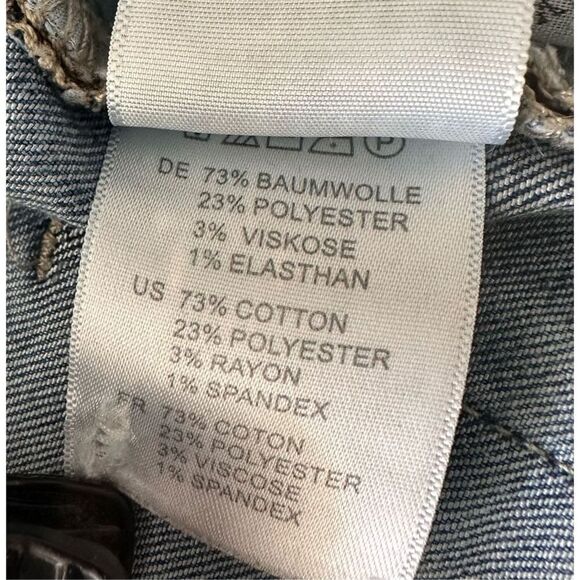 P
DE 73% BAUMWOLLE
23% POLYESTER
3% VISKOSE
1% ELASTHAN
US 73% COTTON
23% POLYESTER
3% RAYON
1% SPANDEX
FR 73% COTON
23% POLYESTER
3% VISCOSE
1% SPANDEX